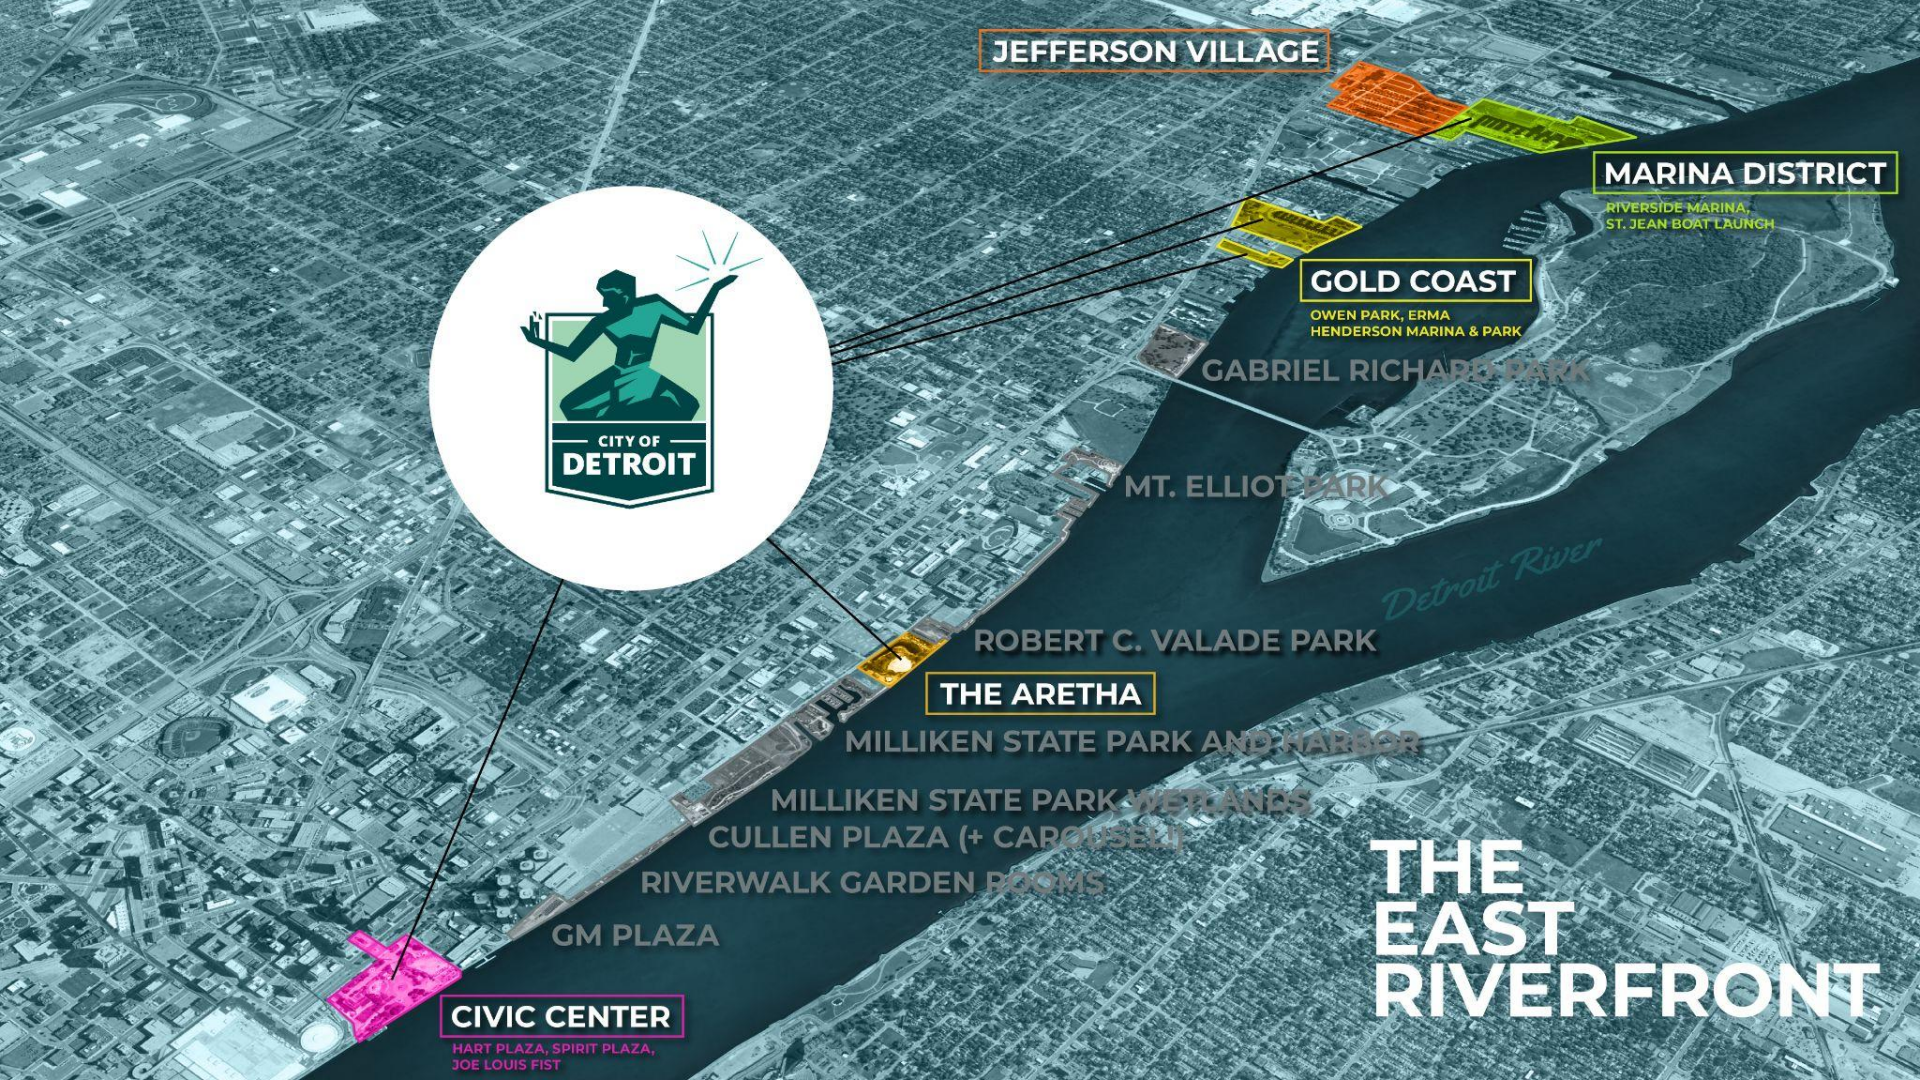 JEFFERSON VILLAGE
MARINA DISTRICT
RIVERSIDE MARINA,
ST. JEAN BOAT LAUNCH
GOLD COAST
OWEN PARK, ERMA
HENDERSON MARINA & PARK
GABRIEL RICHARD PARK
CITY OF
DETROIT
MT. ELLIOT PARK
Detroit River
ROBERT C. VALADE PARK
THE ARETHA
MILLIKEN STATE PARK AND HARBOR
MILLIKEN STATE PARK WETLANDS
CULLEN PLAZA (+ CAROUSEL!)
RIVERWALK GARDEN ROOMS
GM PLAZA
THE
EAST
RIVERFRONT
CIVIC CENTER
HART PLAZA, SPIRIT PLAZA,
JOE LOUIS FIST